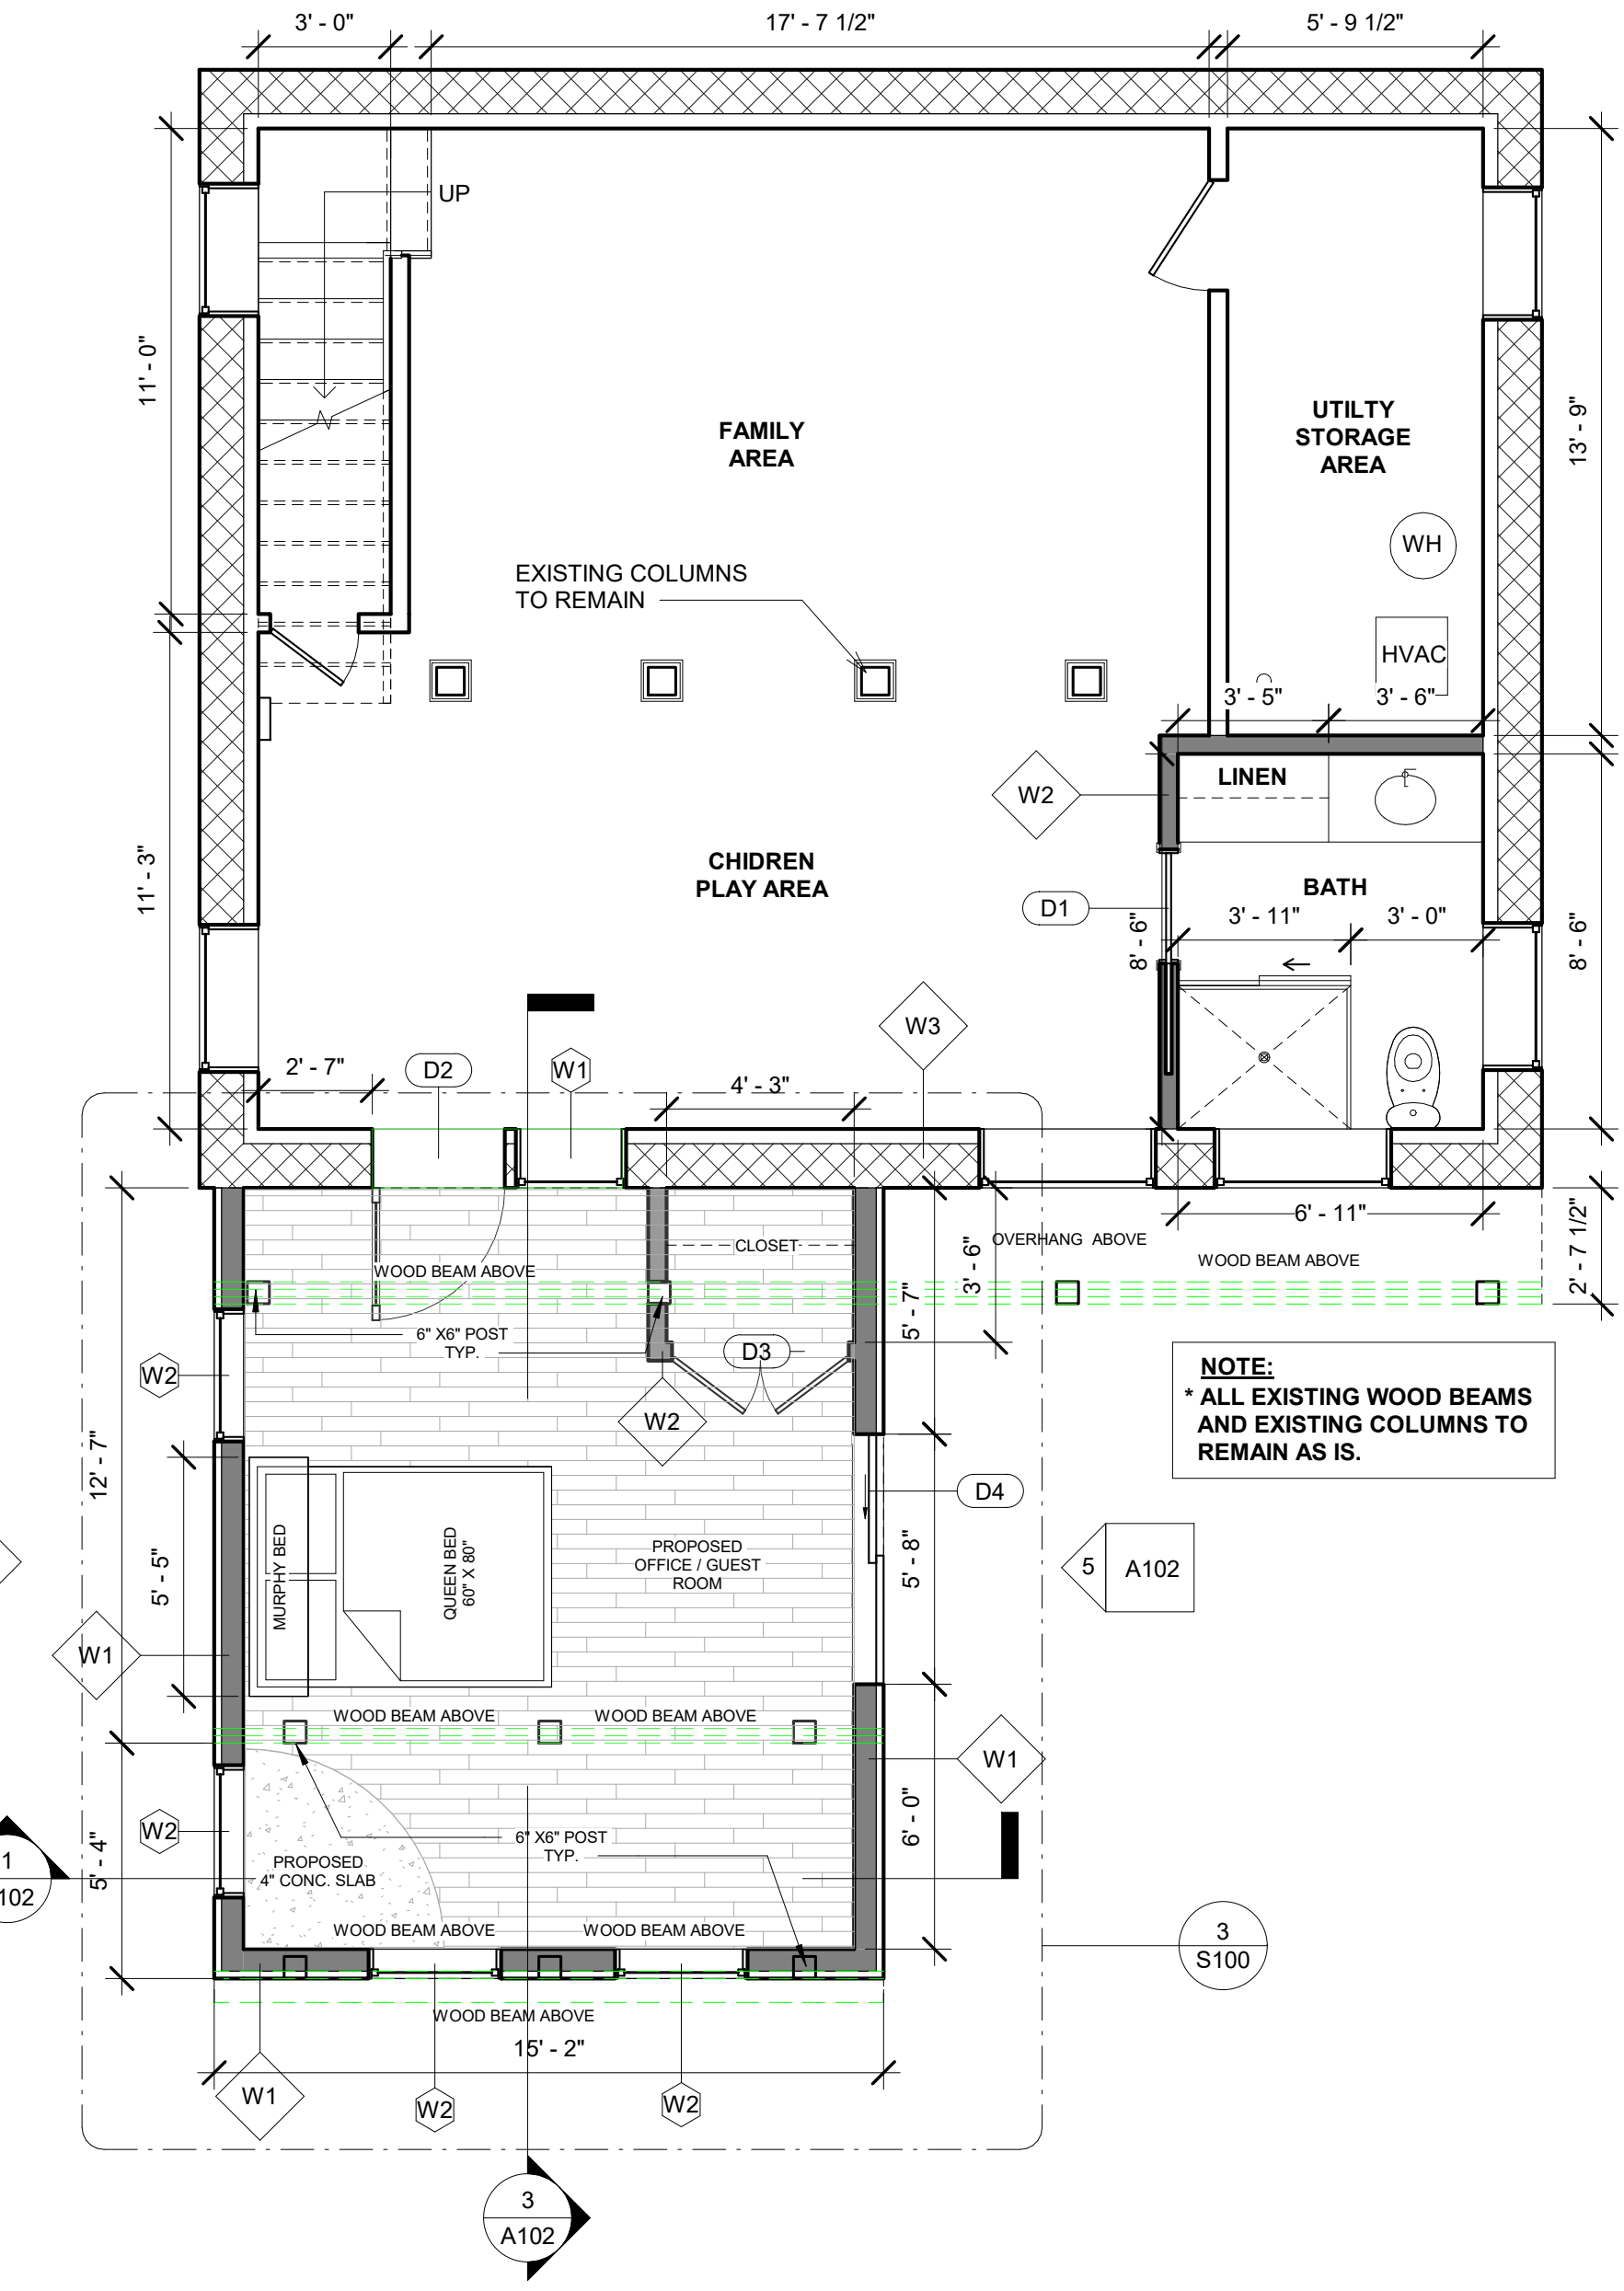 3' - 0"
17' - 7 1/2"
5' - 9 1/2"
UP
11' - 0"
13' - 9"
FAMILY
AREA
UTILTY
STORAGE
AREA
WH
EXISTING COLUMNS
TO REMAIN
HVAC
3' - 5"
3' - 6"
LINEN
W2
11' - 3"
CHIDREN
PLAY AREA
BATH
D1
3' - 11"
3' - 0"
8' - 6"
8' - 6"
W3
2' - 7"
D2
W1
4' - 3"
6' - 11"
2' - 7 1/2"
CLOSET
3' - 6"
OVERHANG ABOVE
WOOD BEAM ABOVE
WOOD BEAM ABOVE
5' - 7"
6" X6" POST
TYP.
D3
W2
W2
NOTE:
* ALL EXISTING WOOD BEAMS
AND EXISTING COLUMNS TO
REMAIN AS IS.
12' - 7"
D4
5' - 5"
MURPHY BED
QUEEN BED
60" X 80"
PROPOSED
OFFICE / GUEST
ROOM
5' - 8"
5
A102
W1
WOOD BEAM ABOVE
WOOD BEAM ABOVE
W1
W2
5' - 4"
6" X6" POST
TYP.
6' - 0"
PROPOSED
4" CONC. SLAB
1
102
WOOD BEAM ABOVE
WOOD BEAM ABOVE
3
S100
WOOD BEAM ABOVE
15' - 2"
W1
W2
W2
3
A102